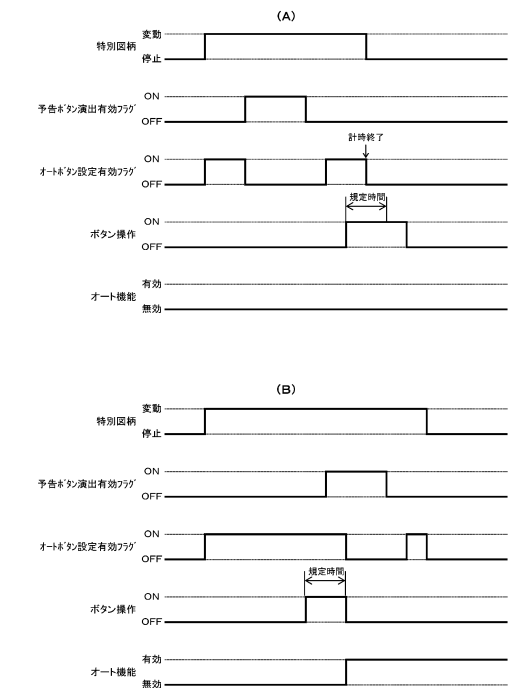 (A)
特別図柄 変動
停止
予告ボタン演出有効フラグ ON
OFF
計時終了
オートボタン設定有効フラグ ON
OFF
規定時間
ボタン操作 ON
OFF
オート機能 有効
無効
(B)
特別図柄 変動
停止
予告ボタン演出有効フラグ ON
OFF
オートボタン設定有効フラグ ON
OFF
規定時間
ボタン操作 ON
OFF
オート機能 有効
無効